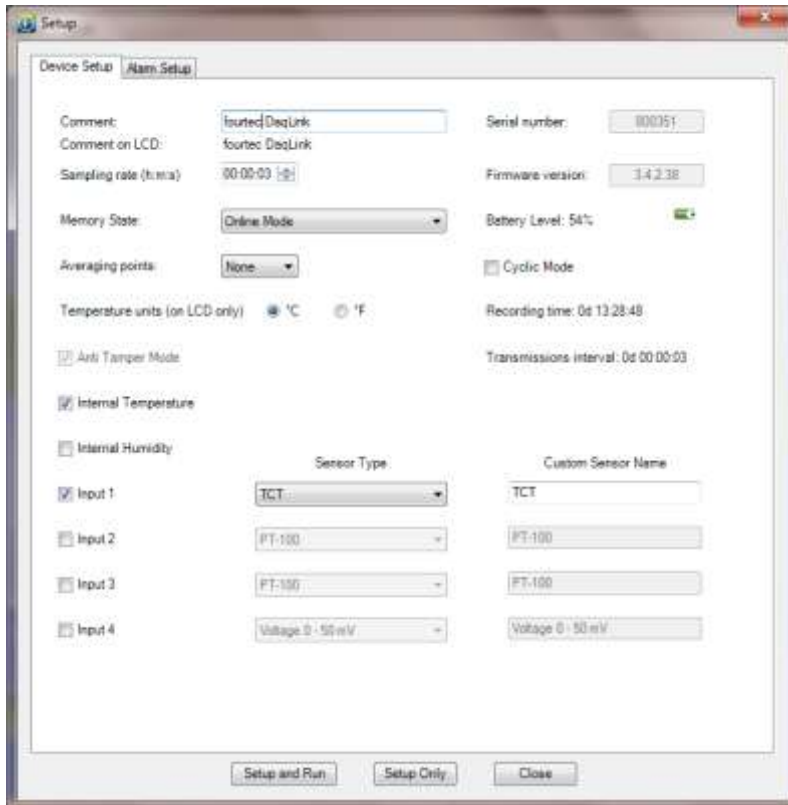 Setup
Device Setup Alarm Setup
Comment: fourtec DaqLink Serial number: 800351
Comment on LCD: fourtec DaqLink
Sampling rate (h:m:s) 00:00:03 Firmware version: 3.4.2.38
Memory State: Online Mode Battery Level: 54%
Averaging points: None Cyclic Mode
Temperature units (on LCD only) °C °F Recording time: 0d 13:28:48
Anti Tamper Mode Transmissions interval: 0d 00:00:03
Internal Temperature
Internal Humidity
Sensor Type Custom Sensor Name
Input 1 TCT TCT
Input 2 PT-100 PT-100
Input 3 PT-100 PT-100
Input 4 Voltage 0 - 50 mV Voltage 0 - 50 mV
Setup and Run Setup Only Close